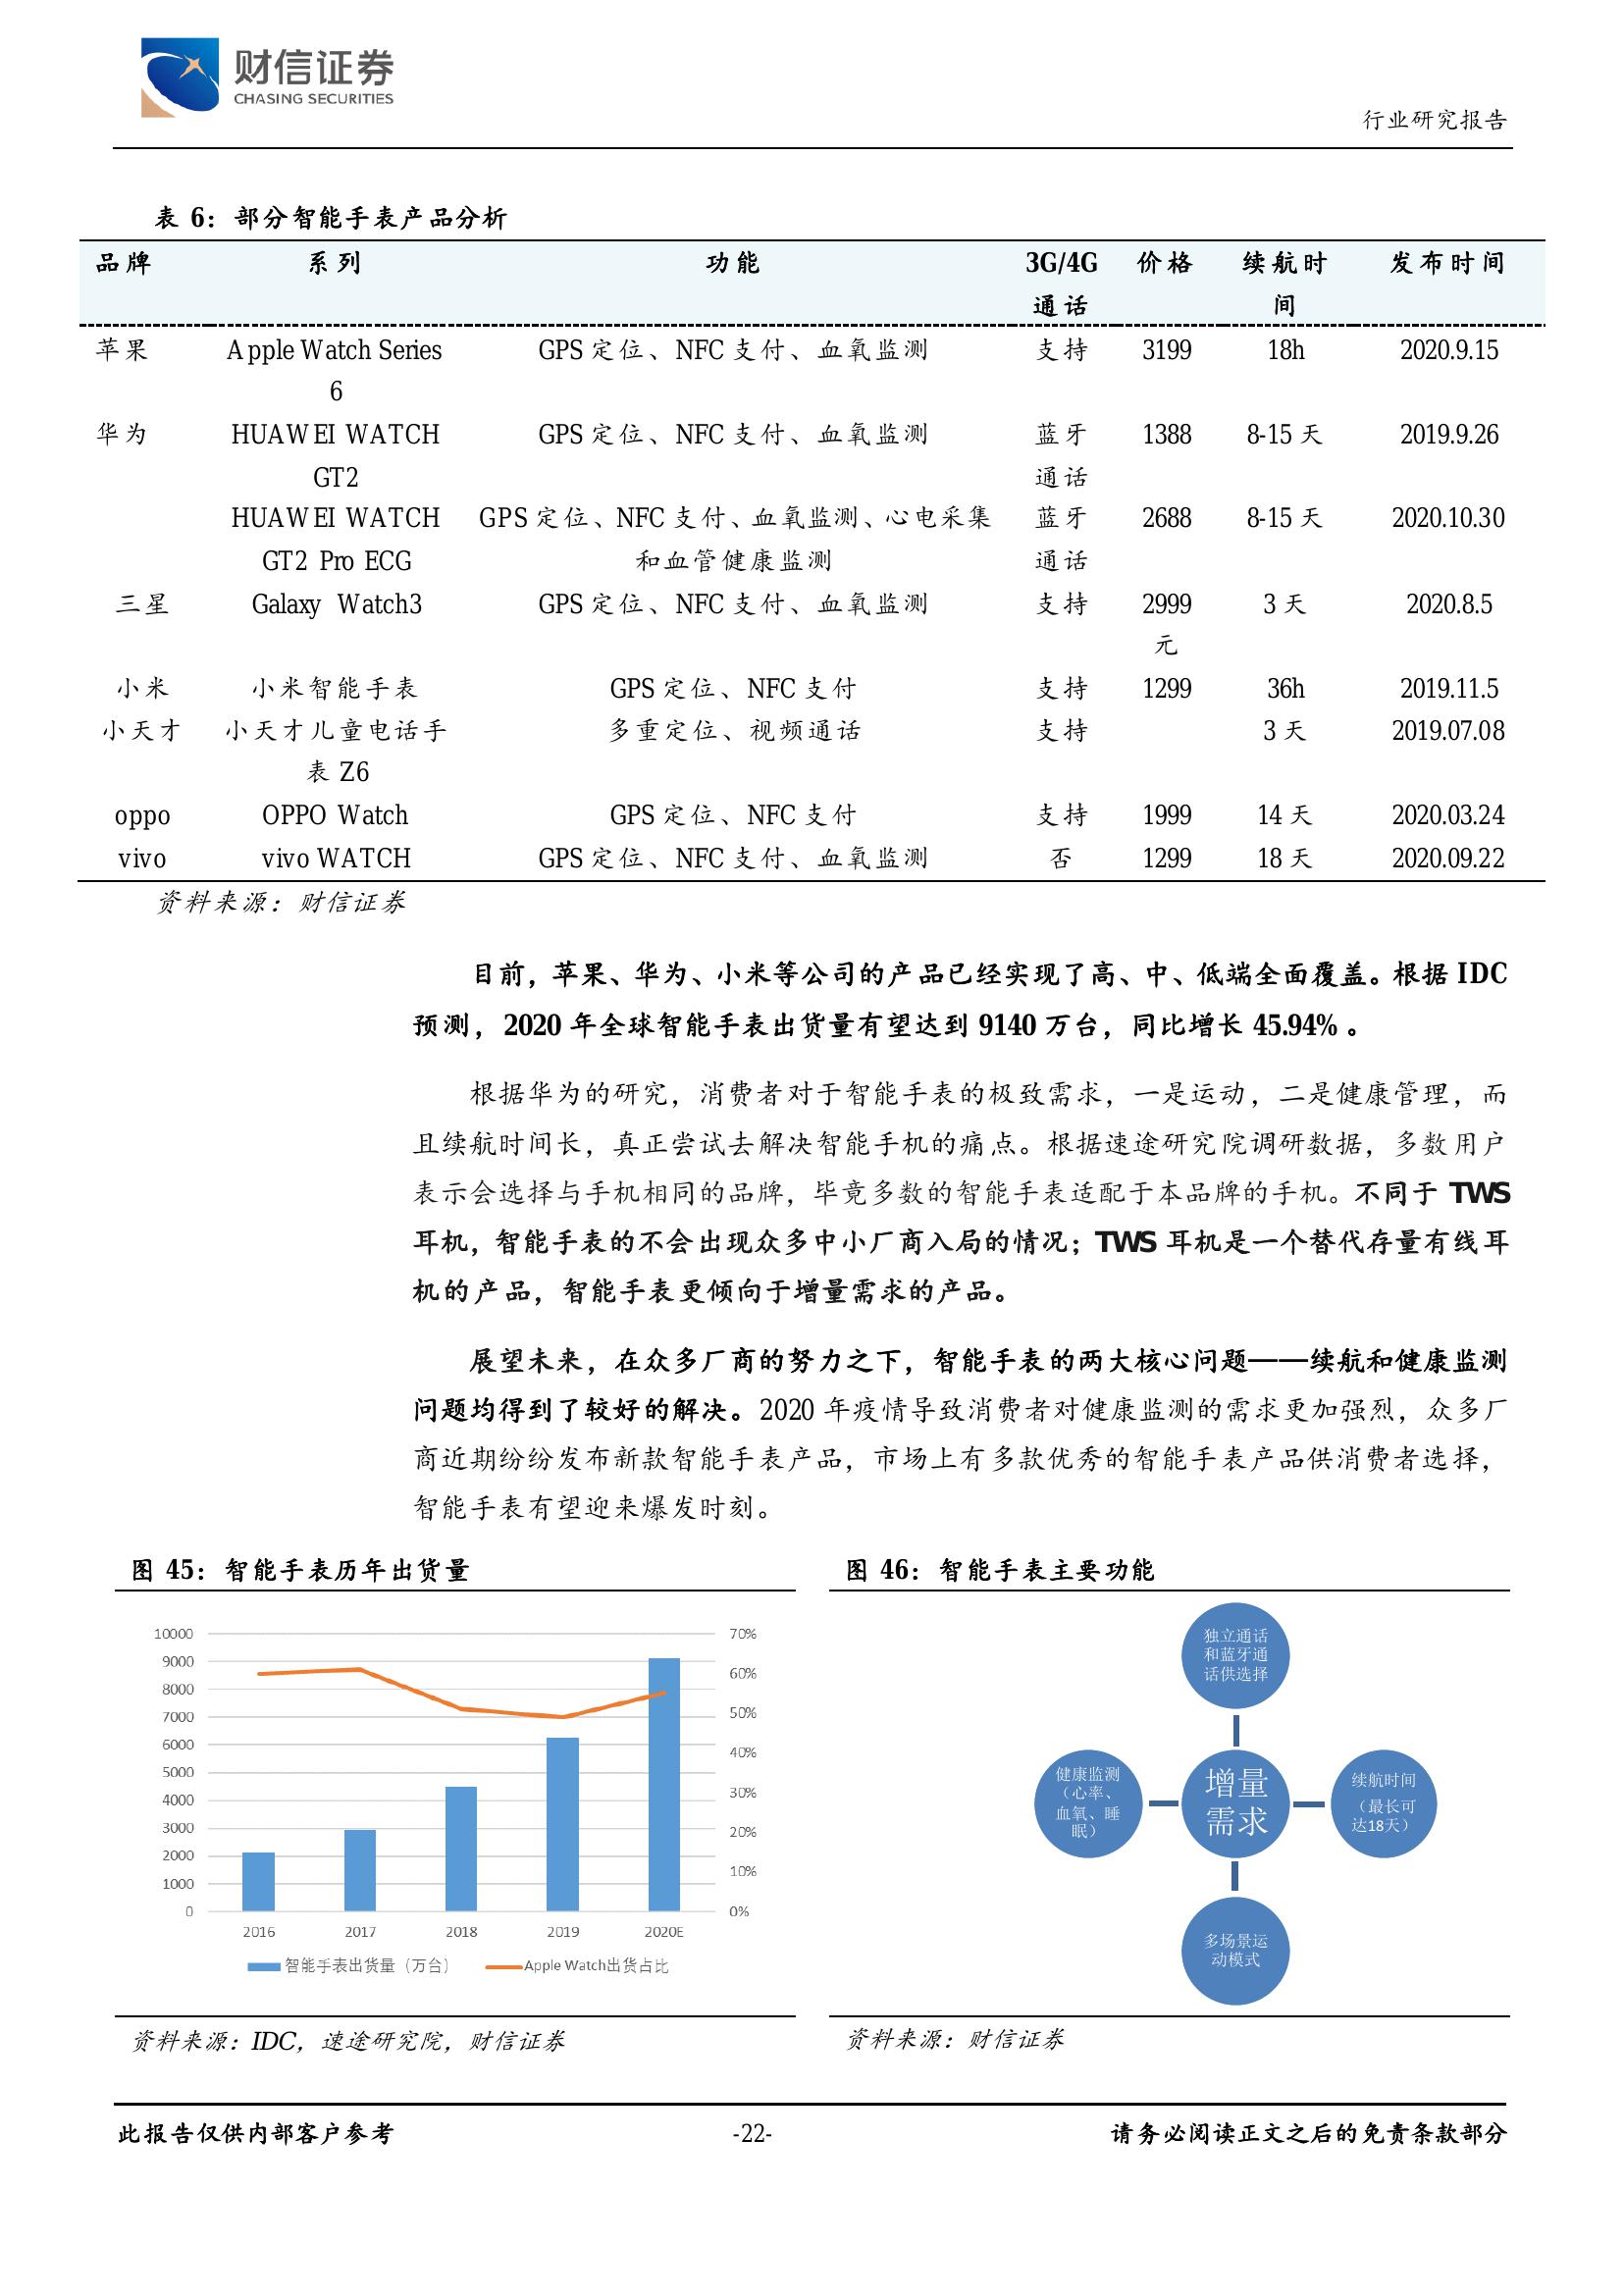 财信证券
CHASING SECURITIES
行业研究报告
表 6：部分智能手表产品分析
品牌 系列 功能 3G/4G 价格 续航时 发布时间
通话 间
苹果 Apple Watch Series GPS 定位、NFC 支付、血氧监测 支持 3199 18h 2020.9.15
6
华为 HUAWEI WATCH GPS 定位、NFC 支付、血氧监测 蓝牙 1388 8-15 天 2019.9.26
GT2 通话
HUAWEI WATCH GPS 定位、NFC 支付、血氧监测、心电采集 蓝牙 2688 8-15 天 2020.10.30
GT2 Pro ECG 和血管健康监测 通话
三星 Galaxy Watch3 GPS 定位、NFC 支付、血氧监测 支持 2999 3 天 2020.8.5
元
小米 小米智能手表 GPS 定位、NFC 支付 支持 1299 36h 2019.11.5
小天才 小天才儿童电话手 多重定位、视频通话 支持 3 天 2019.07.08
表 Z6
oppo OPPO Watch GPS 定位、NFC 支付 支持 1999 14 天 2020.03.24
vivo vivo WATCH GPS 定位、NFC 支付、血氧监测 否 1299 18 天 2020.09.22
资料来源：财信证券
目前，苹果、华为、小米等公司的产品已经实现了高、中、低端全面覆盖。根据 IDC
预测，2020 年全球智能手表出货量有望达到 9140 万台，同比增长 45.94%。
根据华为的研究，消费者对于智能手表的极致需求，一是运动，二是健康管理，而
且续航时间长，真正尝试去解决智能手机的痛点。根据速途研究院调研数据，多数用户
表示会选择与手机相同的品牌，毕竟多数的智能手表适配于本品牌的手机。不同于 TWS
耳机，智能手表的不会出现众多中小厂商入局的情况；TWS 耳机是一个替代存量有线耳
机的产品，智能手表更倾向于增量需求的产品。
展望未来，在众多厂商的努力之下，智能手表的两大核心问题——续航和健康监测
问题均得到了较好的解决。2020 年疫情导致消费者对健康监测的需求更加强烈，众多厂
商近期纷纷发布新款智能手表产品，市场上有多款优秀的智能手表产品供消费者选择，
智能手表有望迎来爆发时刻。
图 45：智能手表历年出货量
10000 70%
9000 60%
8000 50%
7000 40%
6000 30%
5000 20%
4000 10%
3000 0%
2000
1000
0
2016 2017 2018 2019 2020E
智能手表出货量（万台） Apple Watch出货占比
资料来源：IDC，速途研究院，财信证券
图 46：智能手表主要功能
独立通话
和蓝牙通
话供选择
健康监测
（心率、
血氧、睡
眠）
增量
需求
续航时间
（最长可
达18天）
多场景运
动模式
资料来源：财信证券
此报告仅供内部客户参考 -22- 请务必阅读正文之后的免责条款部分